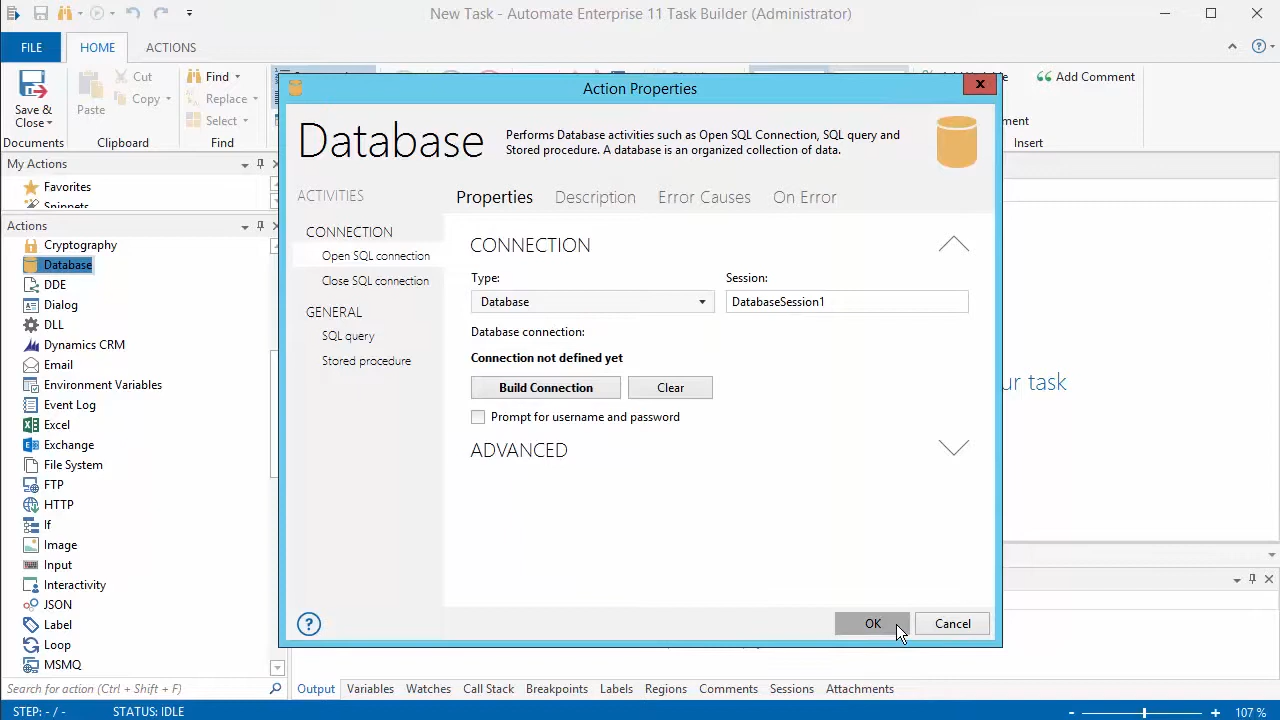 New Task - Automate Enterprise 11 Task Builder (Administrator)
FILE
HOME
ACTIONS
Save &
Close
Documents
Paste
Cut
Copy
Clipboard
Find
Replace
Select
Find
Add Comment
Insert
My Actions
Favorites
Snippets
Actions
Cryptography
Database
DDE
Dialog
DLL
Dynamics CRM
Email
Environment Variables
Event Log
Excel
Exchange
File System
FTP
HTTP
If
Image
Input
Interactivity
JSON
Label
Loop
MSMQ
Search for action (Ctrl + Shift + F)
Action Properties
Database
Performs Database activities such as Open SQL Connection, SQL query and
Stored procedure. A database is an organized collection of data.
ACTIVITIES
CONNECTION
Open SQL connection
Close SQL connection
GENERAL
SQL query
Stored procedure
Properties
Description
Error Causes
On Error
CONNECTION
Type:
Session:
Database
DatabaseSession1
Database connection:
Connection not defined yet
Build Connection
Clear
Prompt for username and password
ADVANCED
?
OK
Cancel
ur task
Output
Variables
Watches
Call Stack
Breakpoints
Labels
Regions
Comments
Sessions
Attachments
STEP: - / -
STATUS: IDLE
- + 107 %